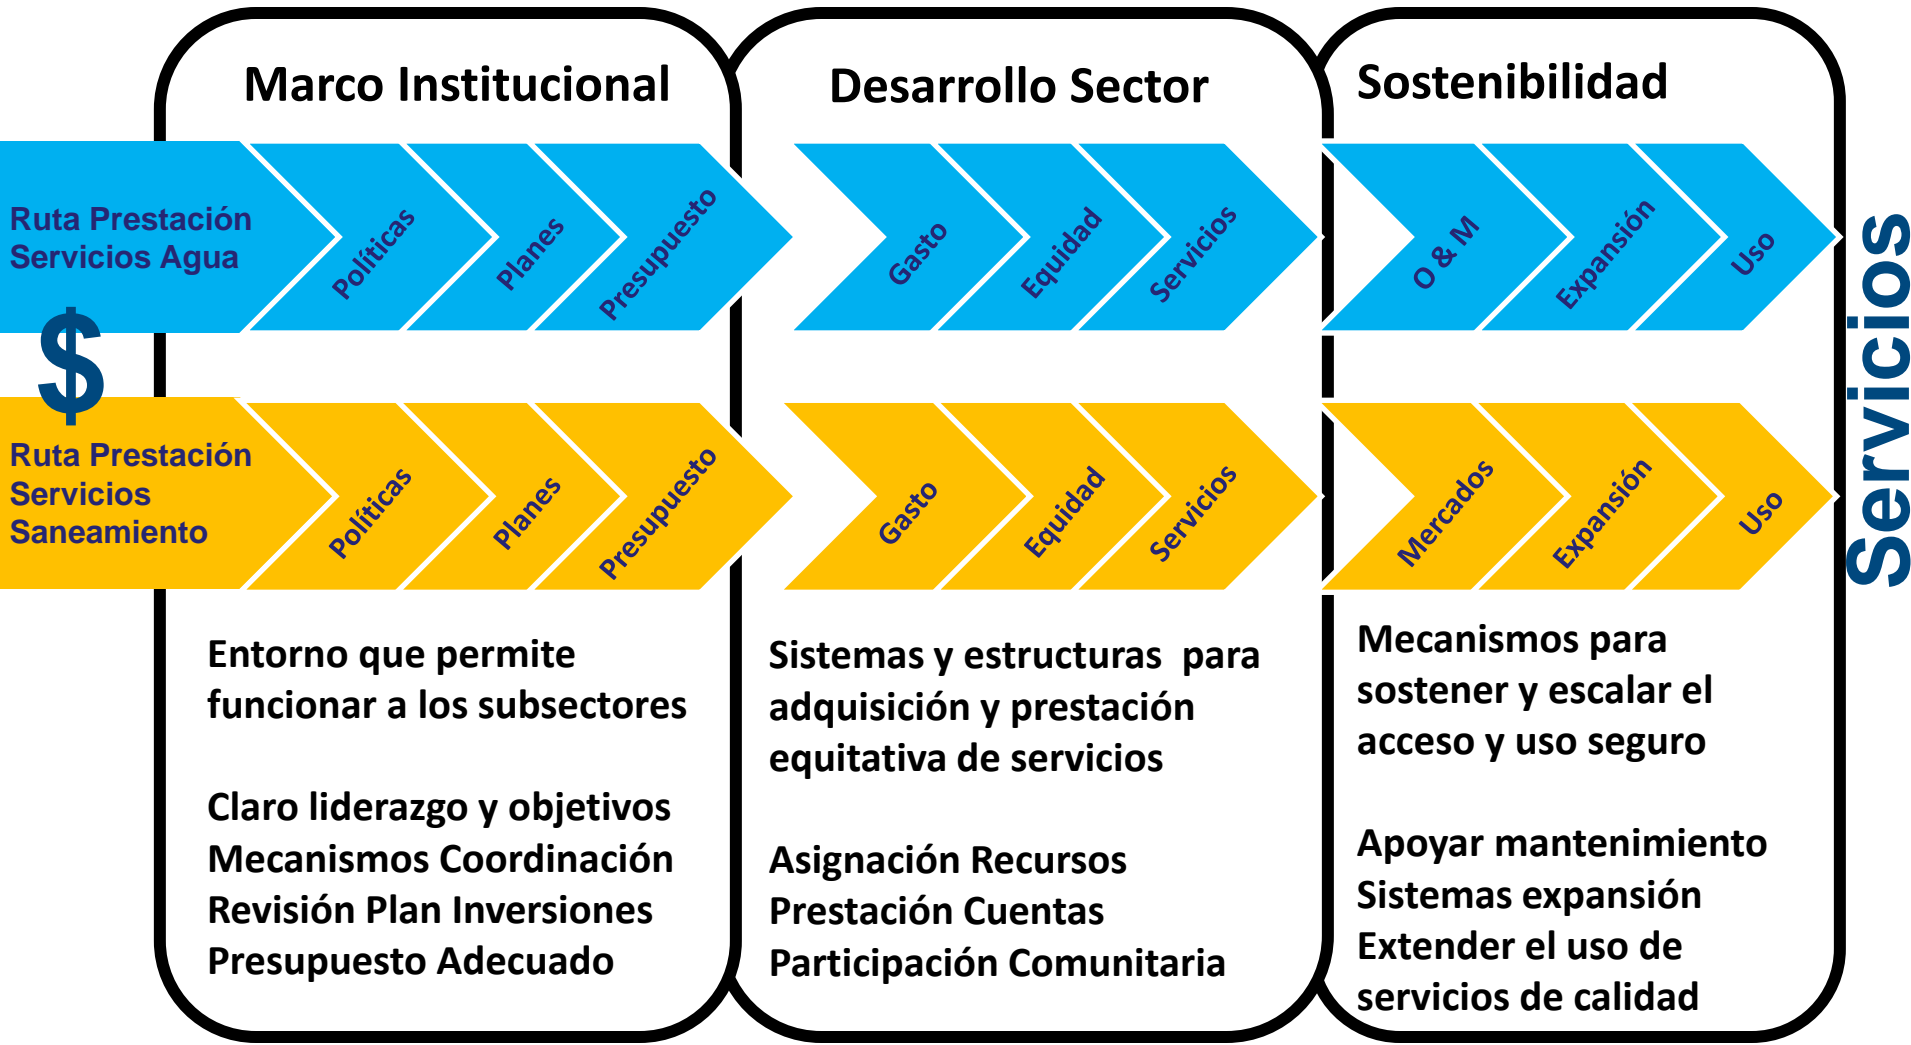 Marco Institucional
Desarrollo Sector
Sostenibilidad
Ruta Prestación
Servicios Agua
Políticas
Planes
Presupuesto
Gasto
Equidad
Servicios
O & M
Expansión
Uso
$
Ruta Prestación
Servicios
Saneamiento
Políticas
Planes
Presupuesto
Gasto
Equidad
Servicios
Mercados
Expansión
Uso
Servicios
Entorno que permite
funcionar a los subsectores
Claro liderazgo y objetivos
Mecanismos Coordinación
Revisión Plan Inversiones
Presupuesto Adecuado
Sistemas y estructuras para
adquisición y prestación
equitativa de servicios
Asignación Recursos
Prestación Cuentas
Participación Comunitaria
Mecanismos para
sostener y escalar el
acceso y uso seguro
Apoyar mantenimiento
Sistemas expansión
Extender el uso de
servicios de calidad